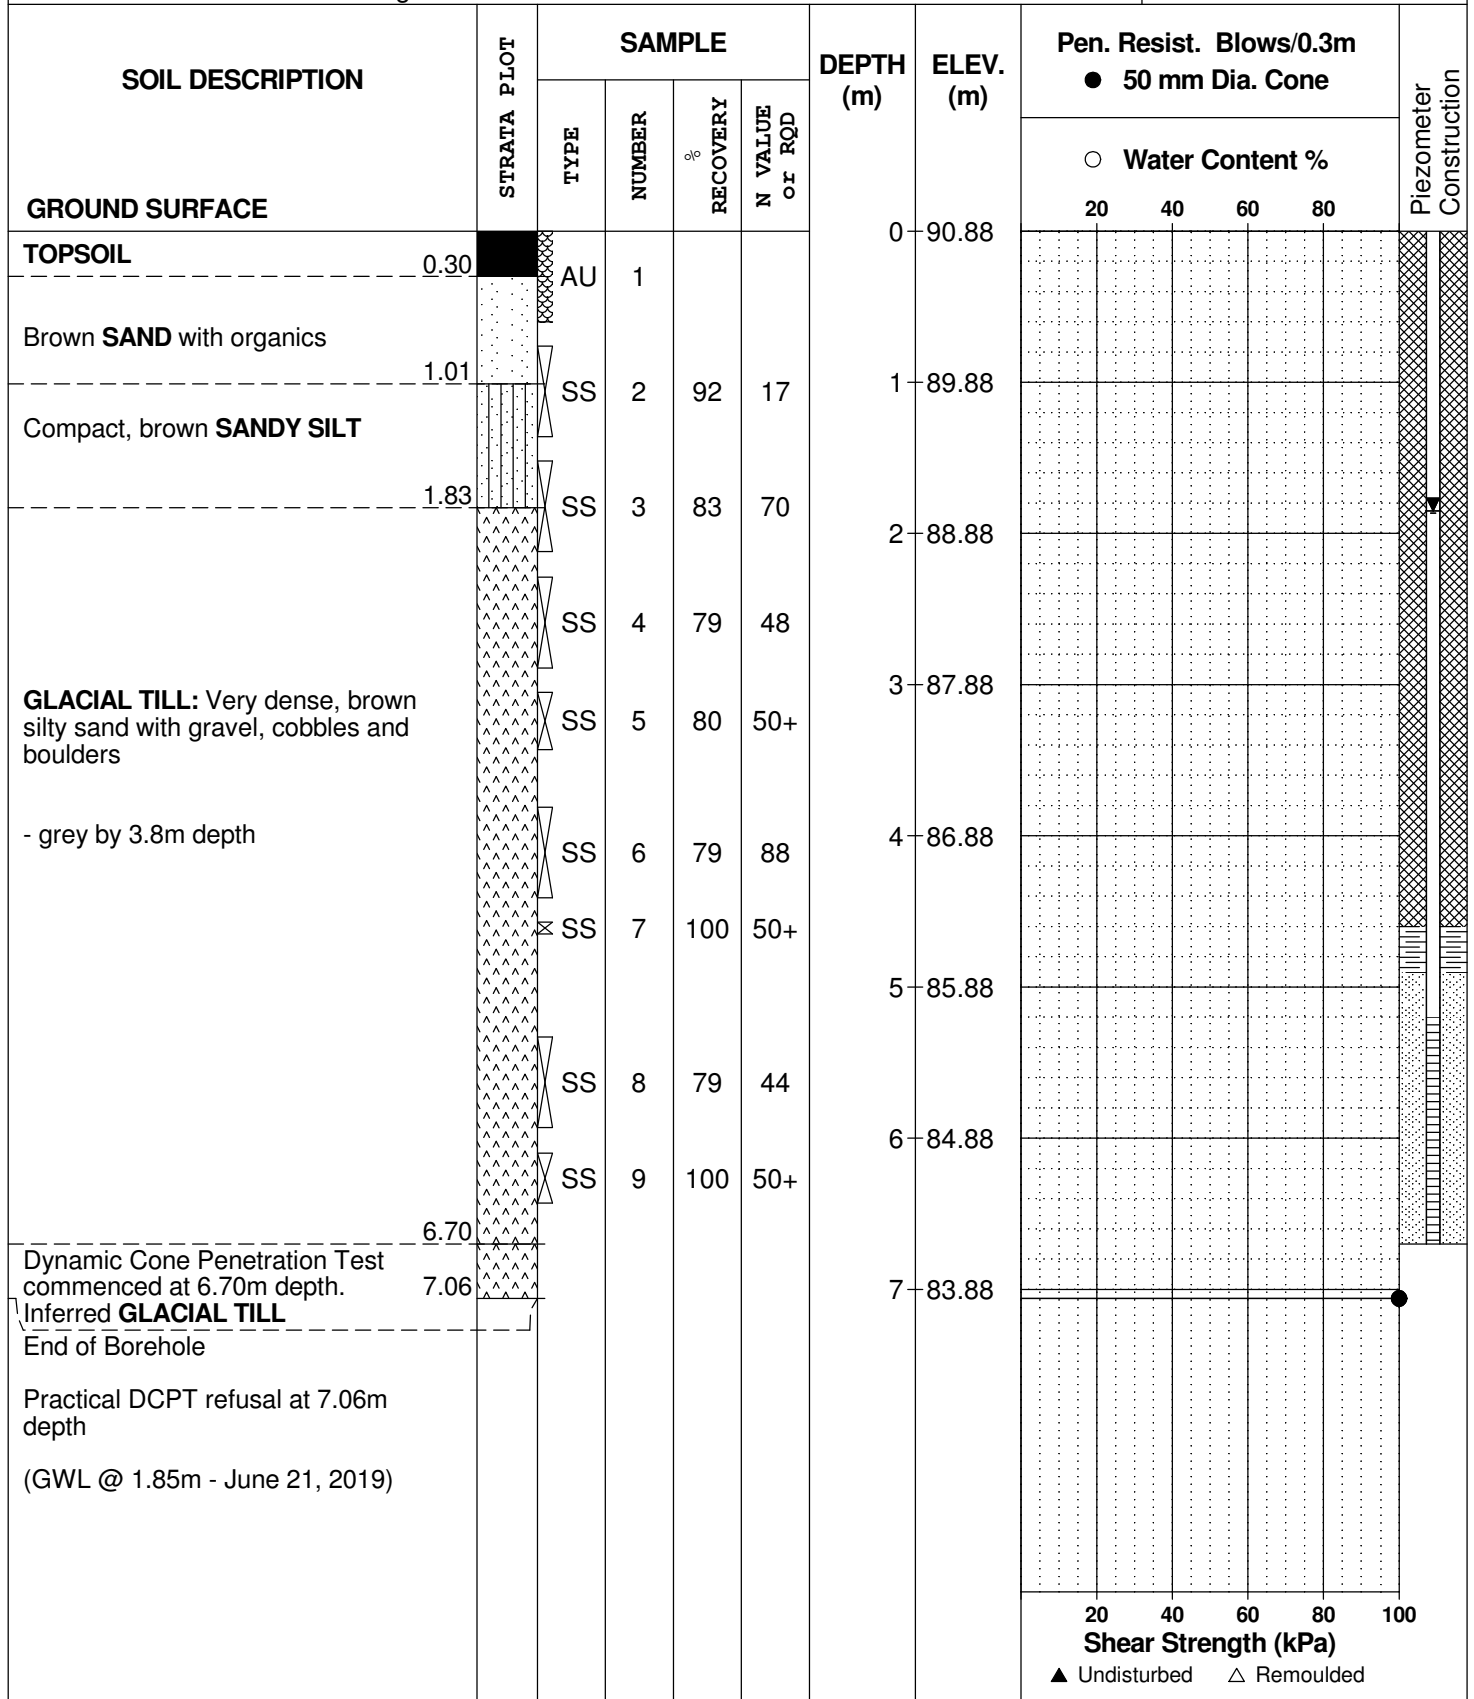 SOIL DESCRIPTION
GROUND SURFACE
STRATA PLOT
SAMPLE
TYPE
NUMBER
% RECOVERY
N VALUE or RQD
DEPTH (m)
ELEV. (m)
Pen. Resist. Blows/0.3m
● 50 mm Dia. Cone
○ Water Content %
20 40 60 80
Piezometer
Construction
0 90.88
TOPSOIL
0.30
AU 1
Brown SAND with organics
1.01
SS 2 92 17
1 89.88
Compact, brown SANDY SILT
1.83
SS 3 83 70
2 88.88
SS 4 79 48
3 87.88
GLACIAL TILL: Very dense, brown
silty sand with gravel, cobbles and
boulders
SS 5 80 50+
- grey by 3.8m depth
4 86.88
SS 6 79 88
SS 7 100 50+
5 85.88
SS 8 79 44
6 84.88
SS 9 100 50+
6.70
Dynamic Cone Penetration Test
commenced at 6.70m depth.
7.06
7 83.88
Inferred GLACIAL TILL
End of Borehole
Practical DCPT refusal at 7.06m
depth
(GWL @ 1.85m - June 21, 2019)
20 40 60 80 100
Shear Strength (kPa)
▲ Undisturbed △ Remoulded